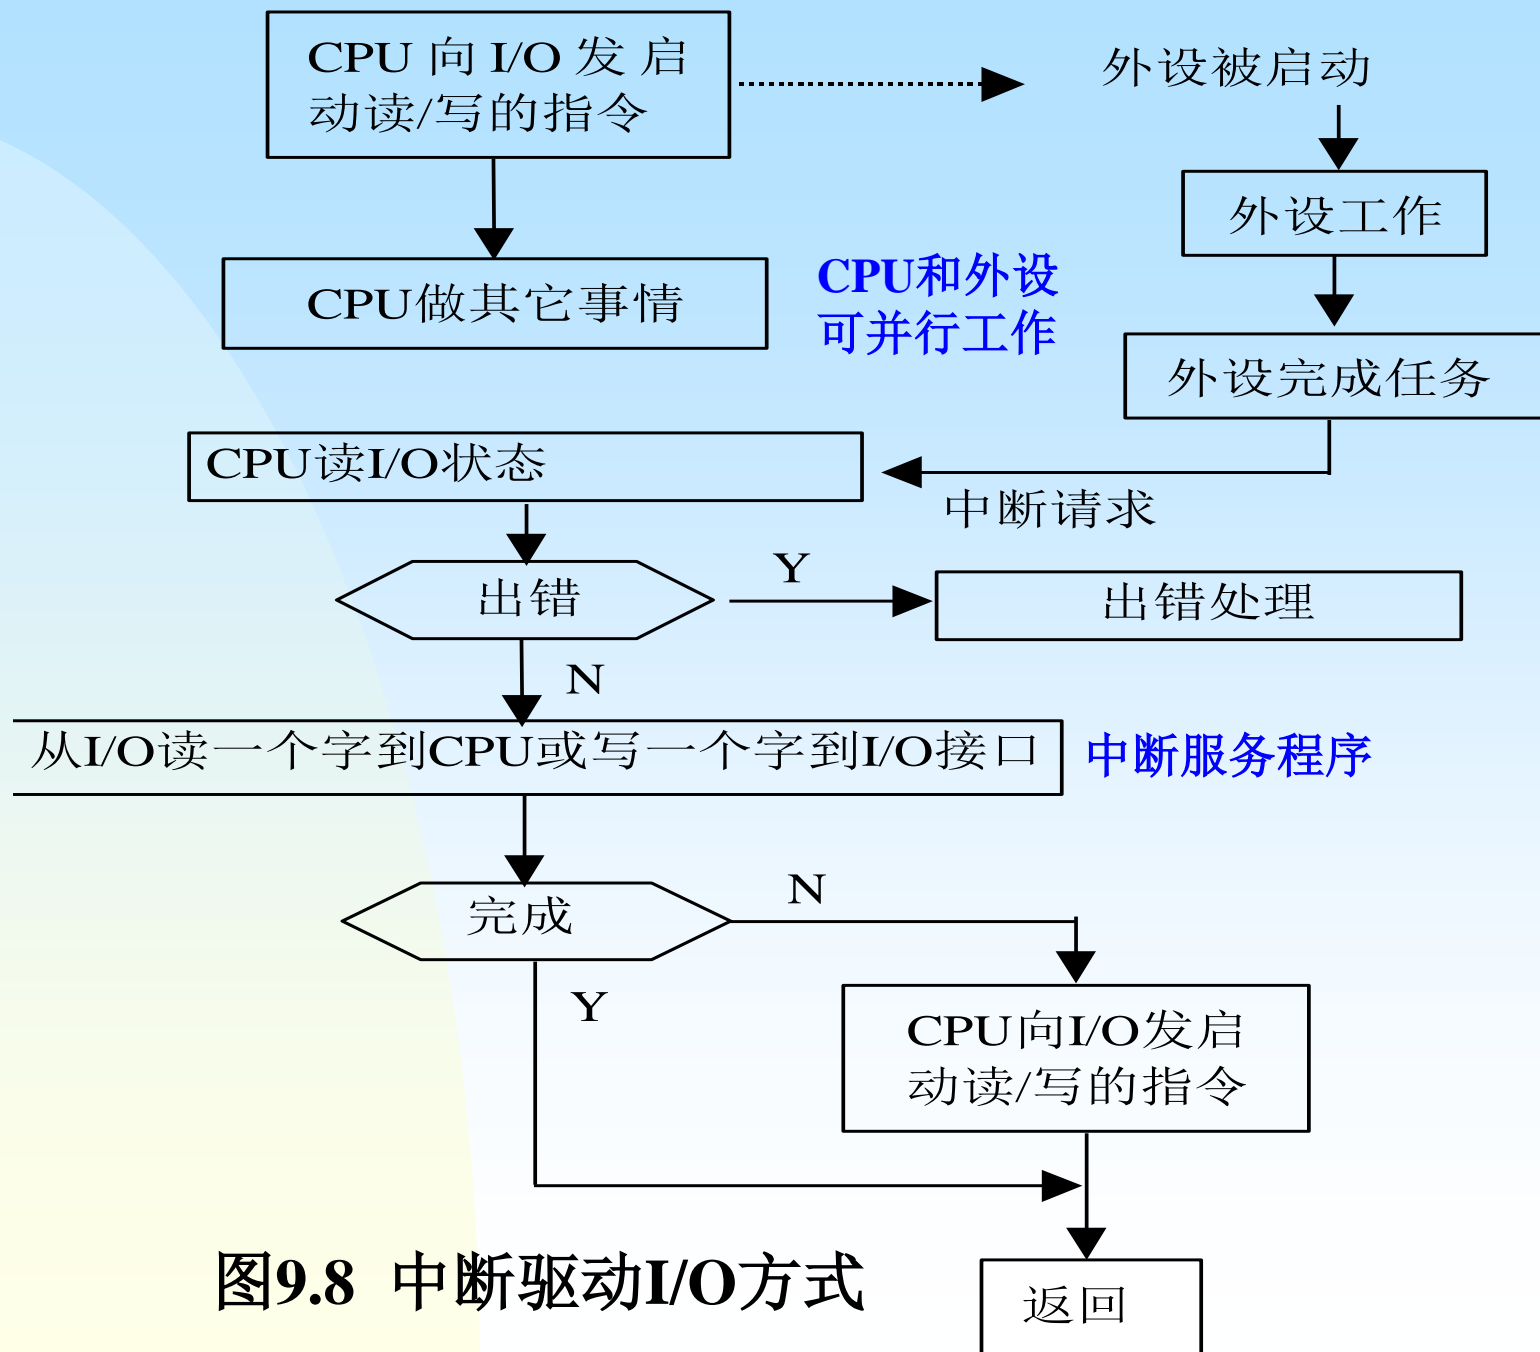 CPU 向 I/O 发 启
动读/写的指令
外设被启动
外设工作
CPU做其它事情
CPU和外设
可并行工作
外设完成任务
CPU读I/O状态
中断请求
出错
Y
出错处理
N
从I/O读一个字到CPU或写一个字到I/O接口
中断服务程序
完成
N
Y
CPU向I/O发启
动读/写的指令
图9.8 中断驱动I/O方式
返回